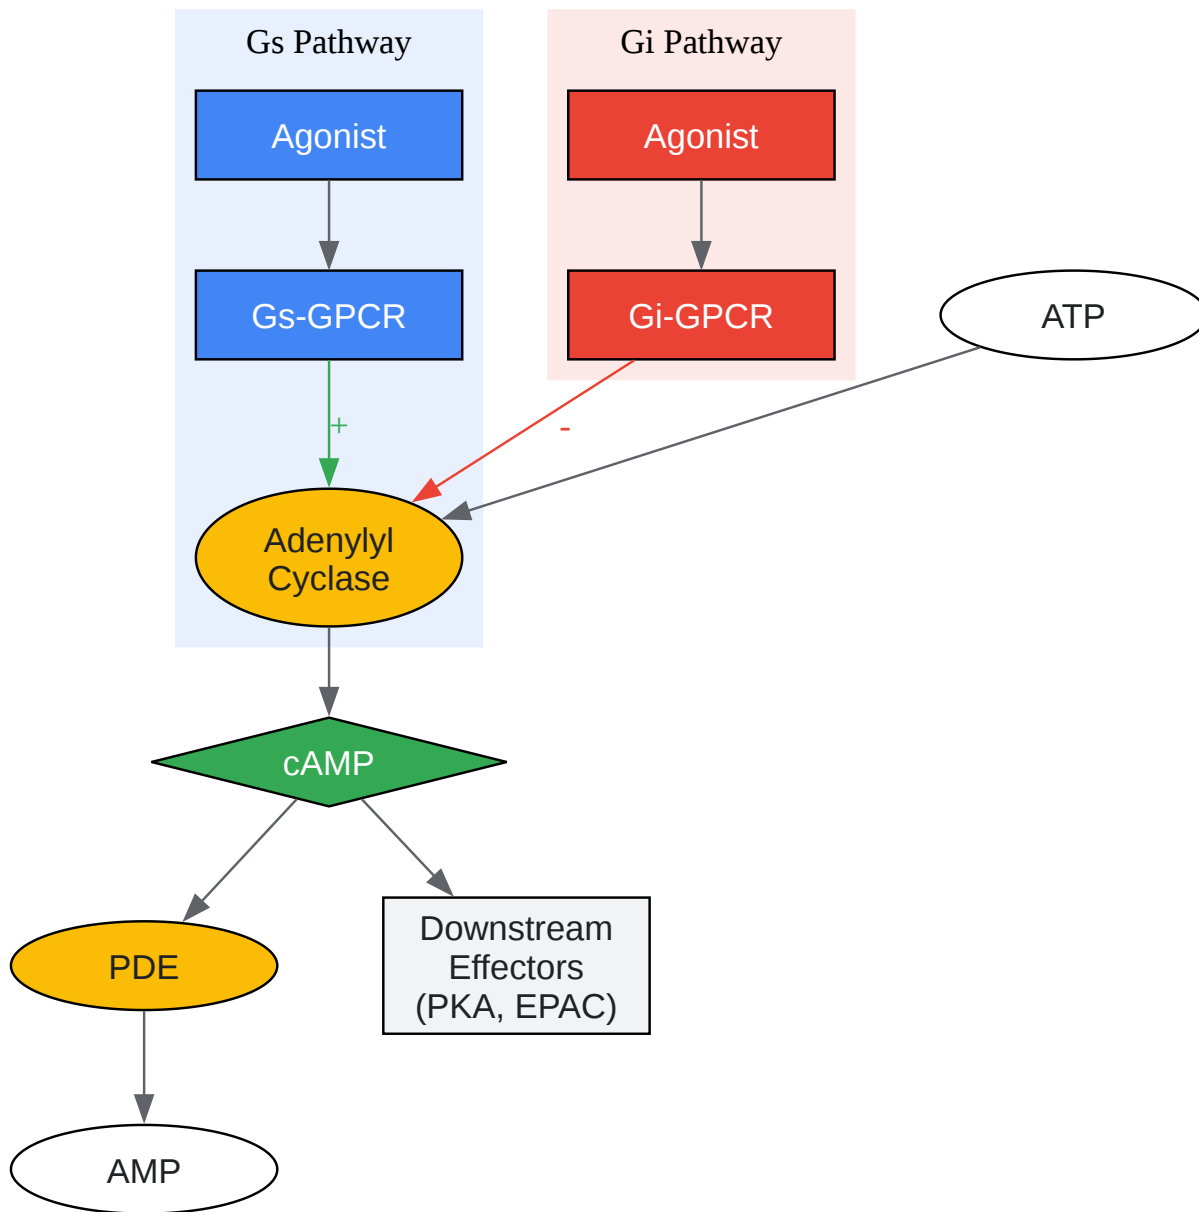 Gs Pathway
Gi Pathway
Agonist
Agonist
Gs-GPCR
Gi-GPCR
ATP
+
-
Adenylyl
Cyclase
cAMP
PDE
Downstream
Effectors
(PKA, EPAC)
AMP